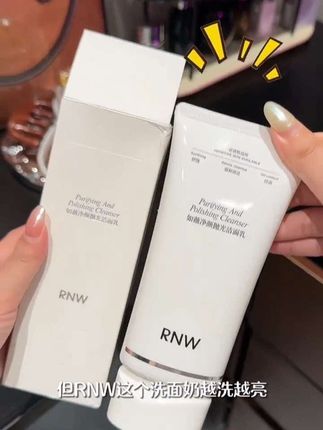 Purifying And
Polishing Cleanser
如薇净颜抛光洁面乳
RNW
Purifying And
Polishing Cleanser
如薇净颜抛光洁面乳
RNW
但RNW这个洗面奶越洗越亮